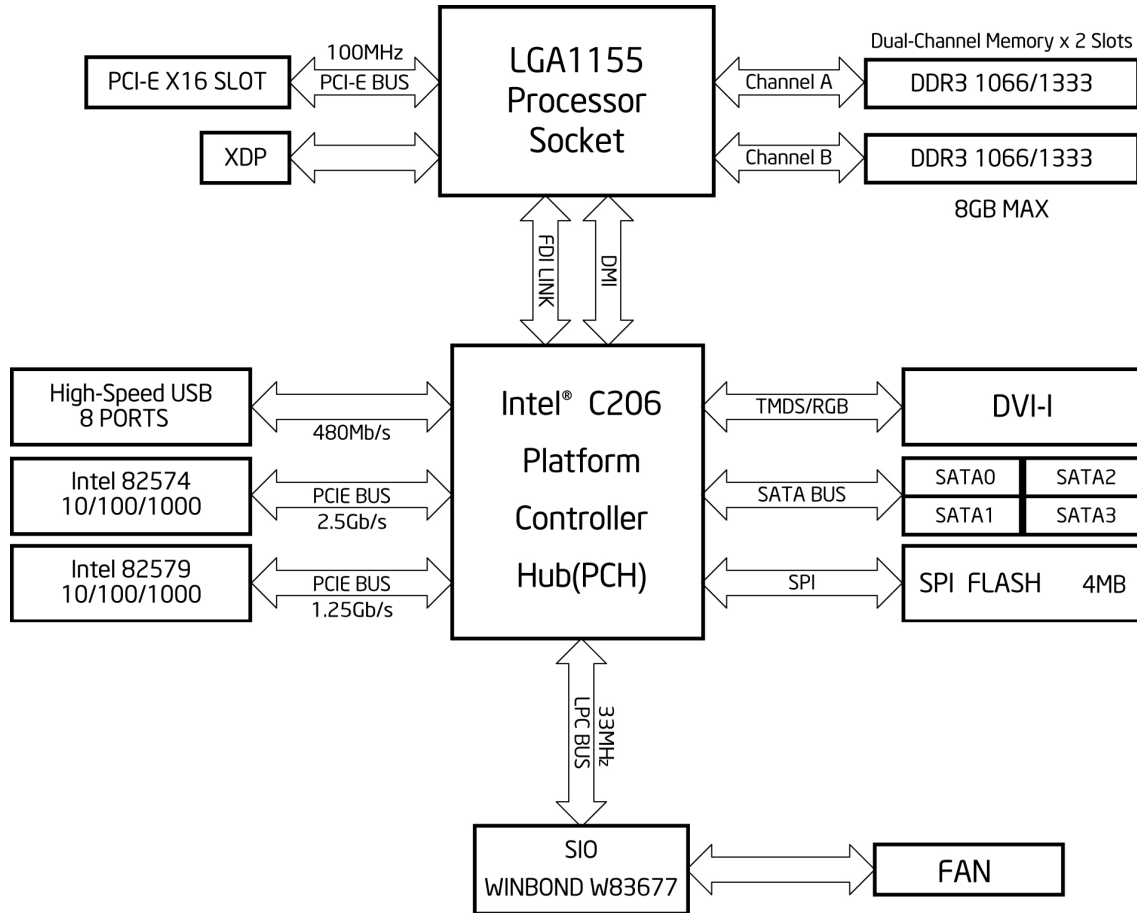 LGA1155
Processor
Socket
100MHz
PCI-E X16 SLOT
PCI-E BUS
XDP
Dual-Channel Memory x 2 Slots
Channel A
DDR3 1066/1333
Channel B
DDR3 1066/1333
8GB MAX
FDI LINK
DMI
High-Speed USB
8 PORTS
480Mb/s
Intel 82574
10/100/1000
PCIE BUS
2.5Gb/s
Intel 82579
10/100/1000
PCIE BUS
1.25Gb/s
Intel® C206
Platform
Controller
Hub(PCH)
TMDS/RGB
DVI-I
SATA BUS
SATA0
SATA2
SATA1
SATA3
SPI
SPI FLASH 4MB
33MHz
LPC BUS
SIO
WINBOND W83677
FAN